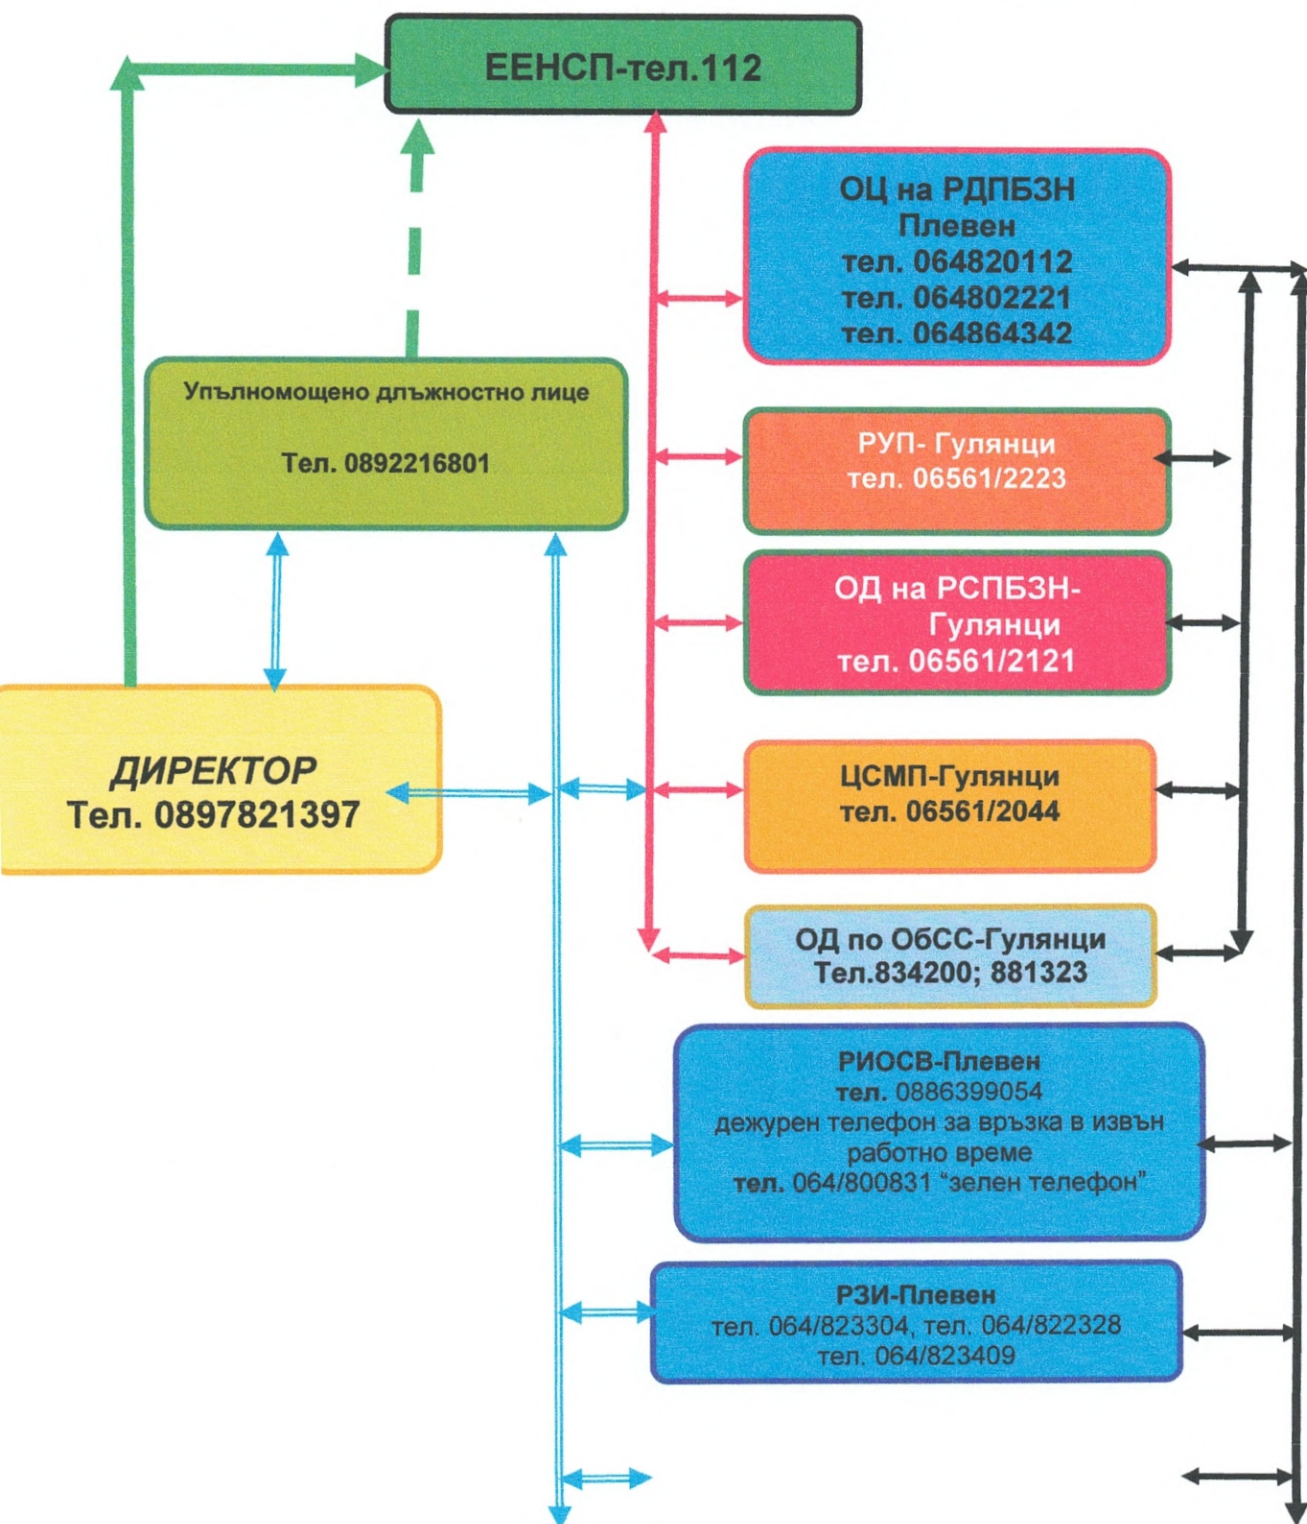 ЕЕНСП-тел.112
ОЦ на РДПБЗН
Плевен
тел. 064820112
тел. 064802221
тел. 064864342
Упълномощено длъжностно лице
Тел. 0892216801
РУП- Гулянци
тел. 06561/2223
ОД на РСПБЗН-
Гулянци
тел. 06561/2121
ДИРЕКТОР
Тел. 0897821397
ЦСМП-Гулянци
тел. 06561/2044
ОД по ОбСС-Гулянци
Тел.834200; 881323
РИОСВ-Плевен
тел. 0886399054
дежурен телефон за връзка в извън
работно време
тел. 064/800831 “зелен телефон”
РЗИ-Плевен
тел. 064/823304, тел. 064/822328
тел. 064/823409